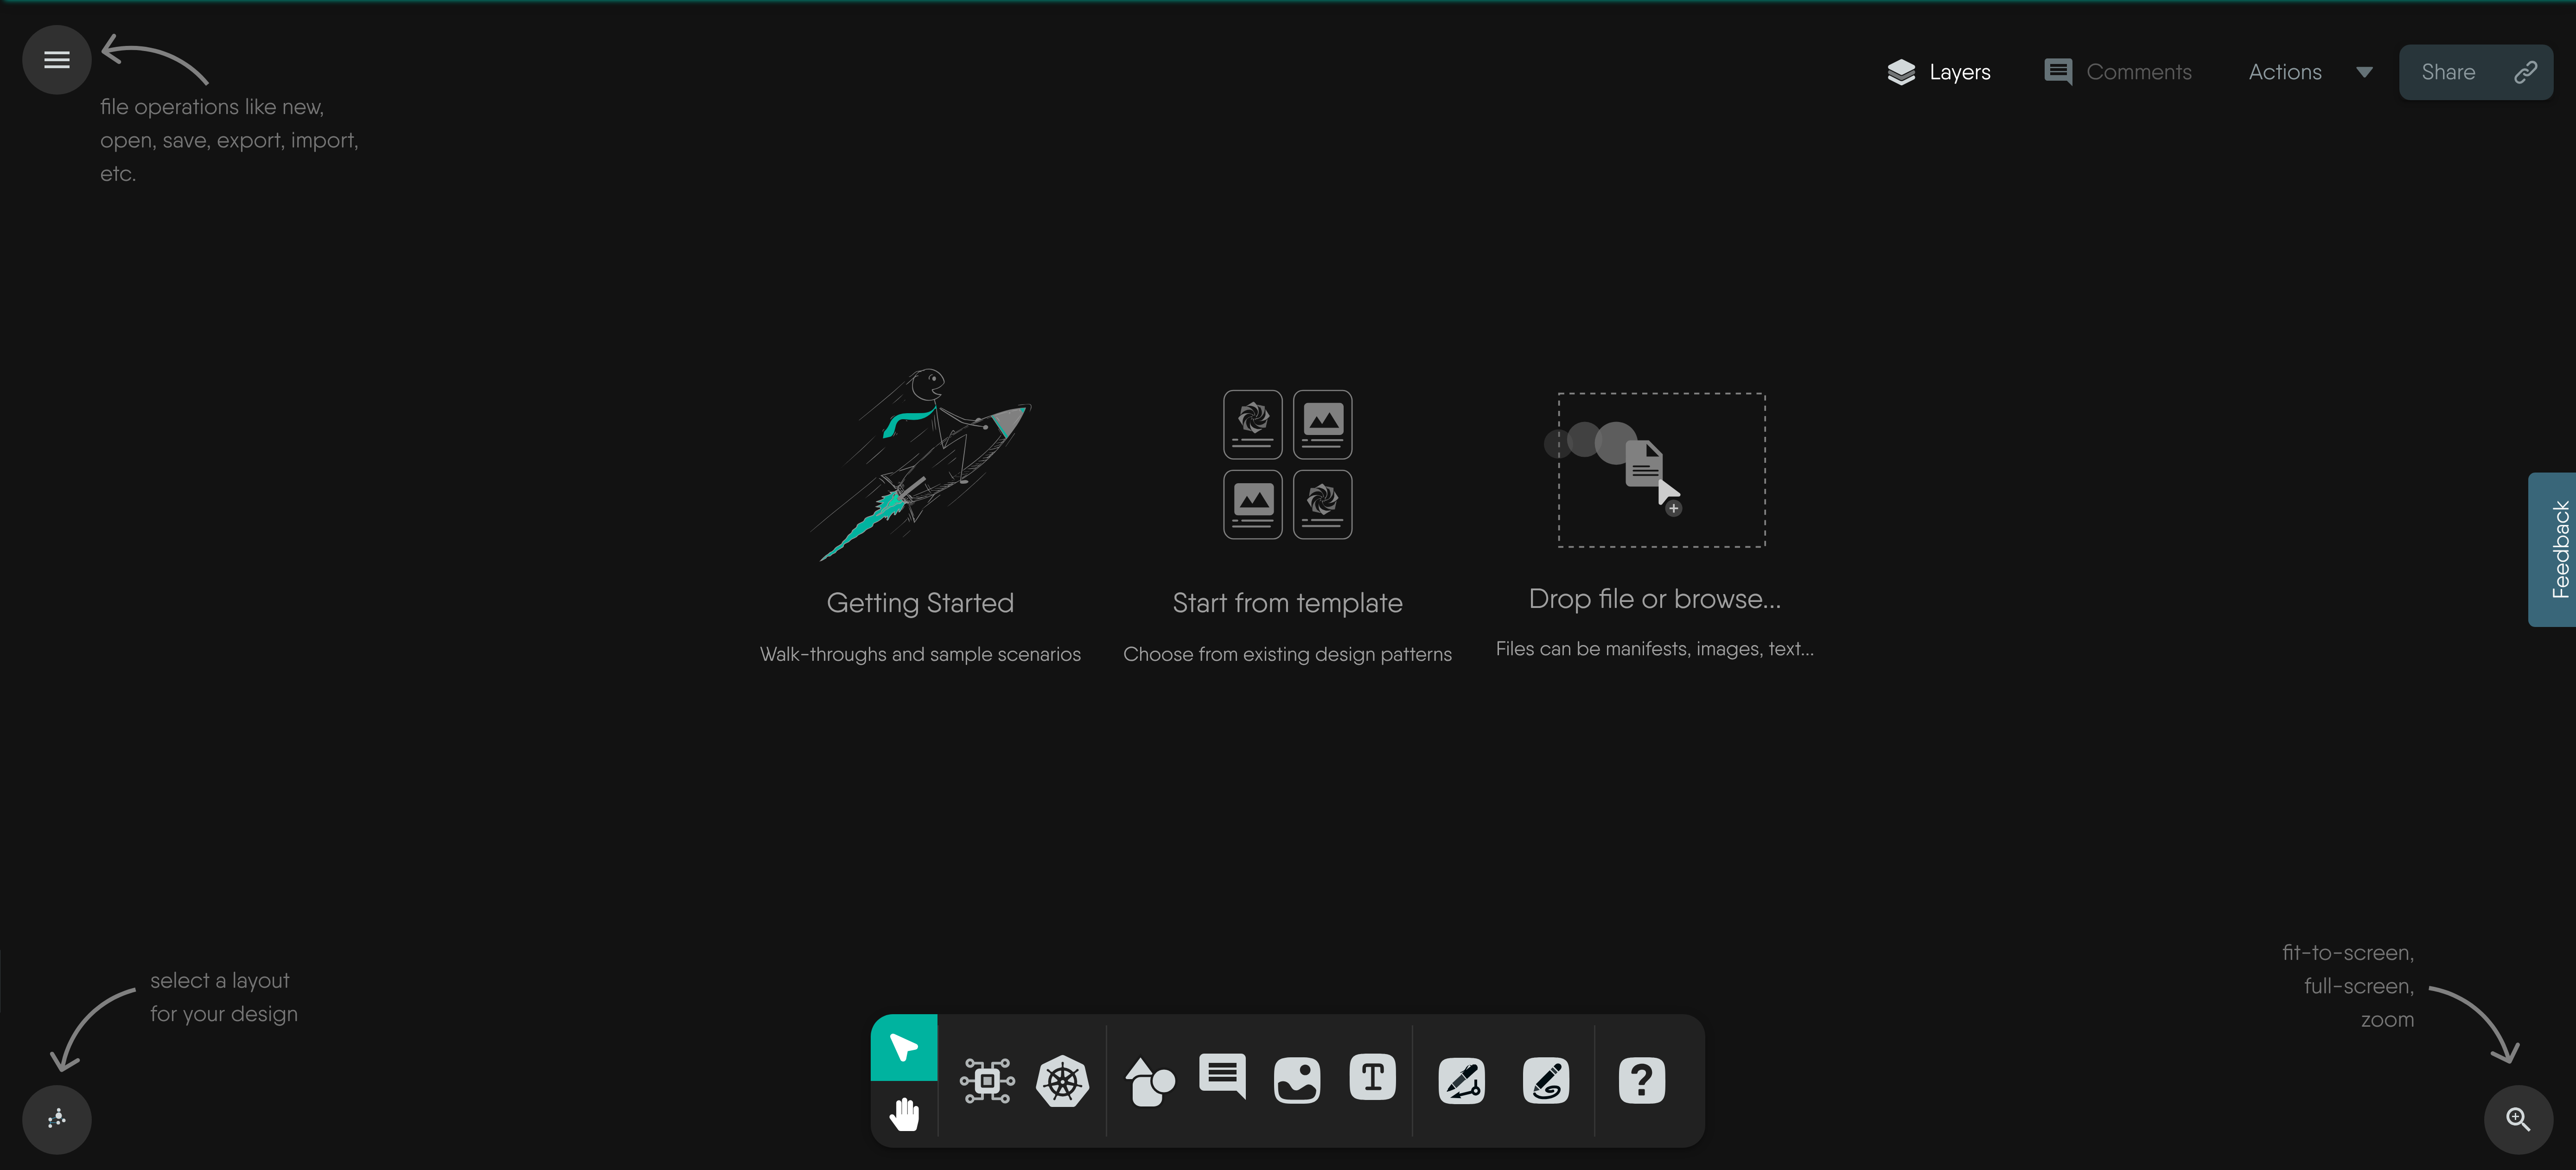 Layers
Comments
Actions
Share
file operations like new,
open, save, export, import,
etc.
Getting Started
Walk-throughs and sample scenarios
Start from template
Choose from existing design patterns
Drop file or browse...
Files can be manifests, images, text...
Feedback
select a layout
for your design
fit-to-screen,
full-screen,
zoom
T
?